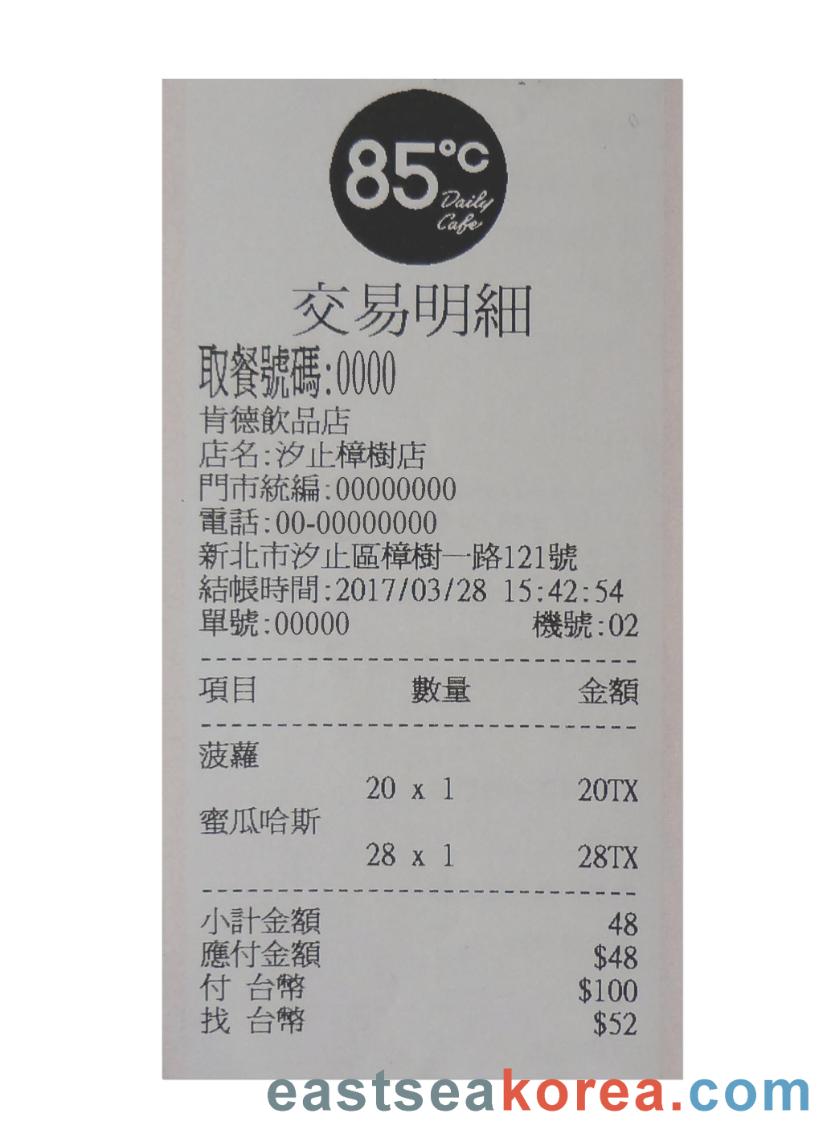 85°C
Daily
Cafe
交易明細
取餐號碼:0000
肯德飲品店
店名:汐止樟樹店
門市統編:00000000
電話:00-00000000
新北市汐止區樟樹一路121號
結帳時間:2017/03/28 15:42:54
單號:00000 機號:02
項目 數量 金額
菠蘿
20 x 1 20TX
蜜瓜哈斯
28 x 1 28TX
小計金額 48
應付金額 $48
付 台幣 $100
找 台幣 $52
eastseakorea.com